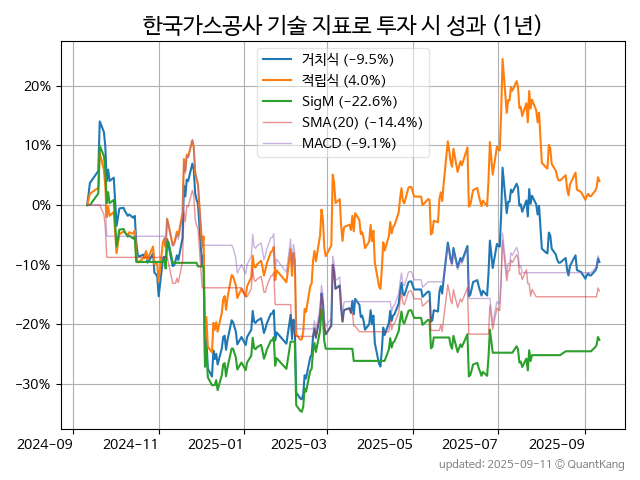 한국가스공사 기술 지표로 투자 시 성과 (1년)
거치식 (−9.5%)
적립식 (4.0%)
SigM (−22.6%)
SMA(20) (−14.4%)
MACD (−9.1%)
20%
10%
0%
−10%
−20%
−30%
2024-09 2024-11 2025-01 2025-03 2025-05 2025-07 2025-09
updated: 2025-09-11 © QuantKang